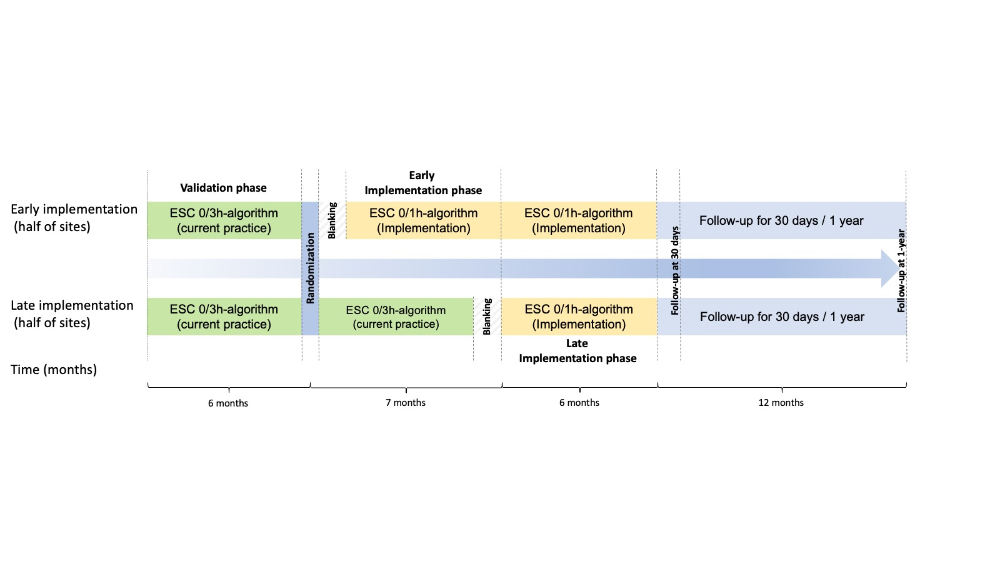 Early
Validation phase
Implementation phase
Early implementation
(half of sites)
ESC 0/3h-algorithm
(current practice)
Blanking
ESC 0/1h-algorithm
(Implementation)
ESC 0/1h-algorithm
(Implementation)
Follow-up for 30 days / 1 year
Randomization
Follow-up at 30 days
Follow-up at 1-year
Late implementation
(half of sites)
ESC 0/3h-algorithm
(current practice)
ESC 0/3h-algorithm
(current practice)
Blanking
ESC 0/1h-algorithm
(Implementation)
Follow-up for 30 days / 1 year
Late
Implementation phase
Time (months)
6 months
7 months
6 months
12 months